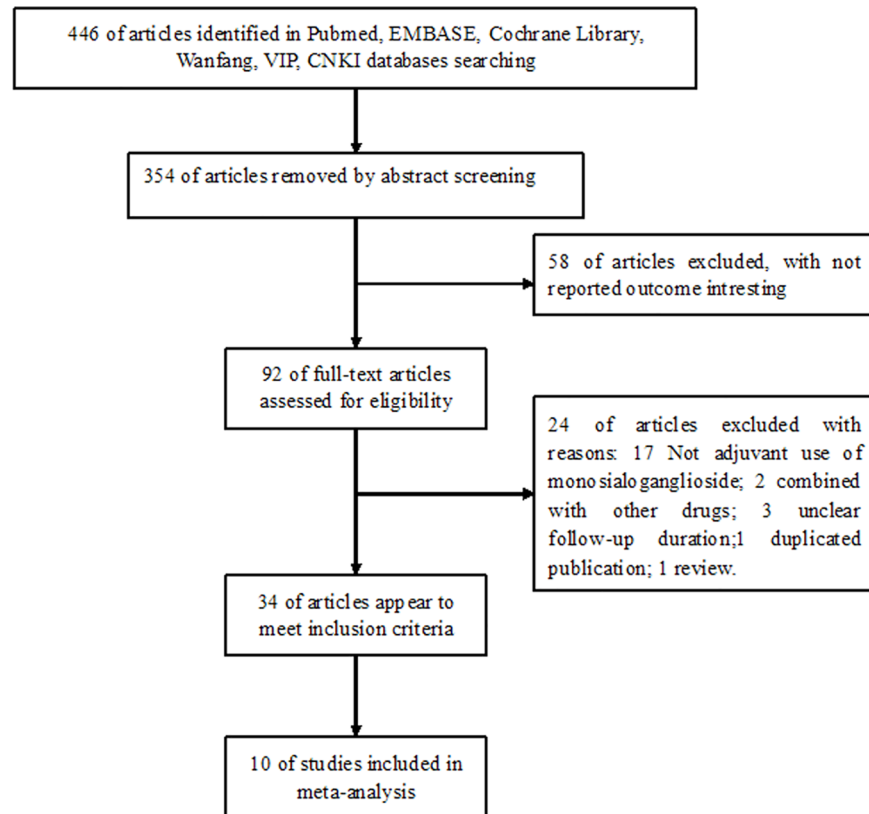 446 of articles identified in Pubmed, EMBASE, Cochrane Library,
Wanfang, VIP, CNKI databases searching
354 of articles removed by abstract screening
58 of articles excluded, with not
reported outcome intresting
92 of full-text articles
assessed for eligibility
24 of articles excluded with
reasons: 17 Not adjuvant use of
monosialoganglioside; 2 combined
with other drugs; 3 unclear
follow-up duration;1 duplicated
publication; 1 review.
34 of articles appear to
meet inclusion criteria
10 of studies included in
meta-analysis